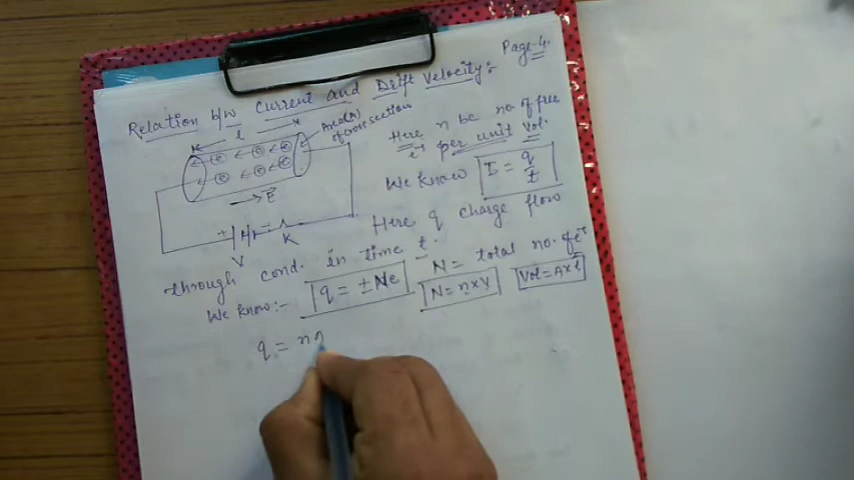 Page-4.
Relation b/w Current and Drift Velocity:-
l
Area(A)
of cross section
E
+ -
V
K
Here n be no. of free
e- per unit vol.
We know I = q/t
Here q charge flow
through cond. in time t.
N = total no. of e-
We know:- q = ±Ne
N = n×V
Vol = A×l
q = n